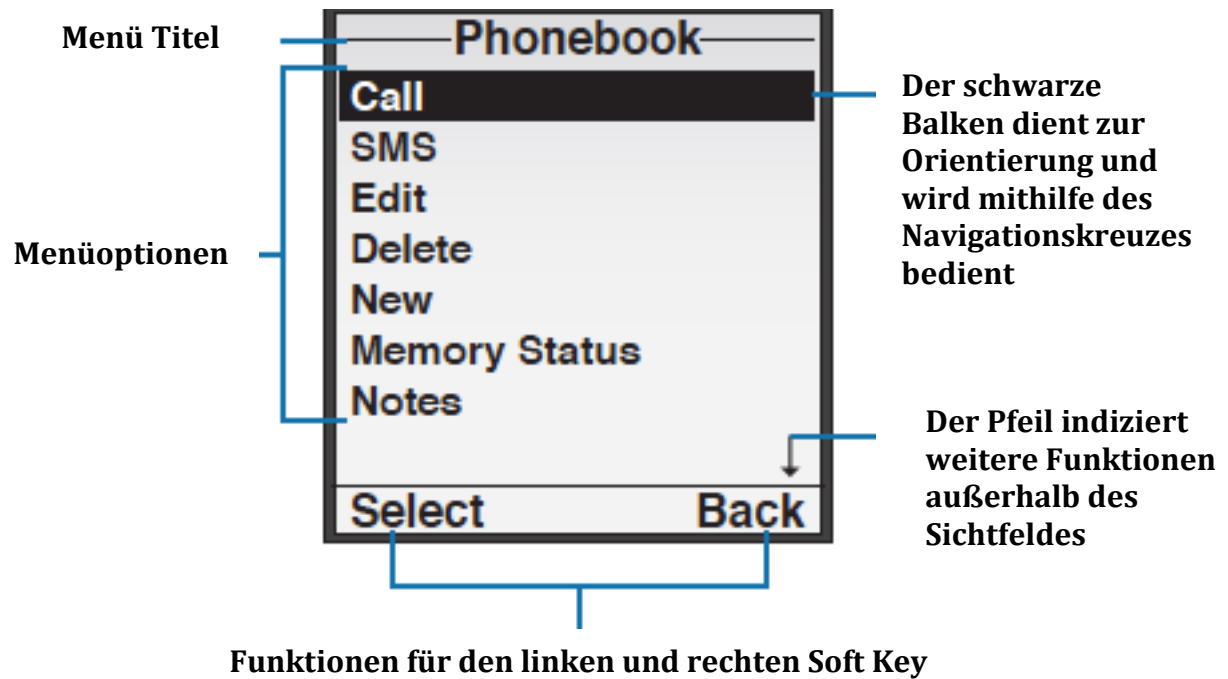 Menü Titel
Phonebook
Call
SMS
Edit
Delete
New
Memory Status
Notes
Select
Back
Menüoptionen
Der schwarze
Balken dient zur
Orientierung und
wird mithilfe des
Navigationskreuzes
bedient
Der Pfeil indiziert
weitere Funktionen
außerhalb des
Sichtfeldes
Funktionen für den linken und rechten Soft Key